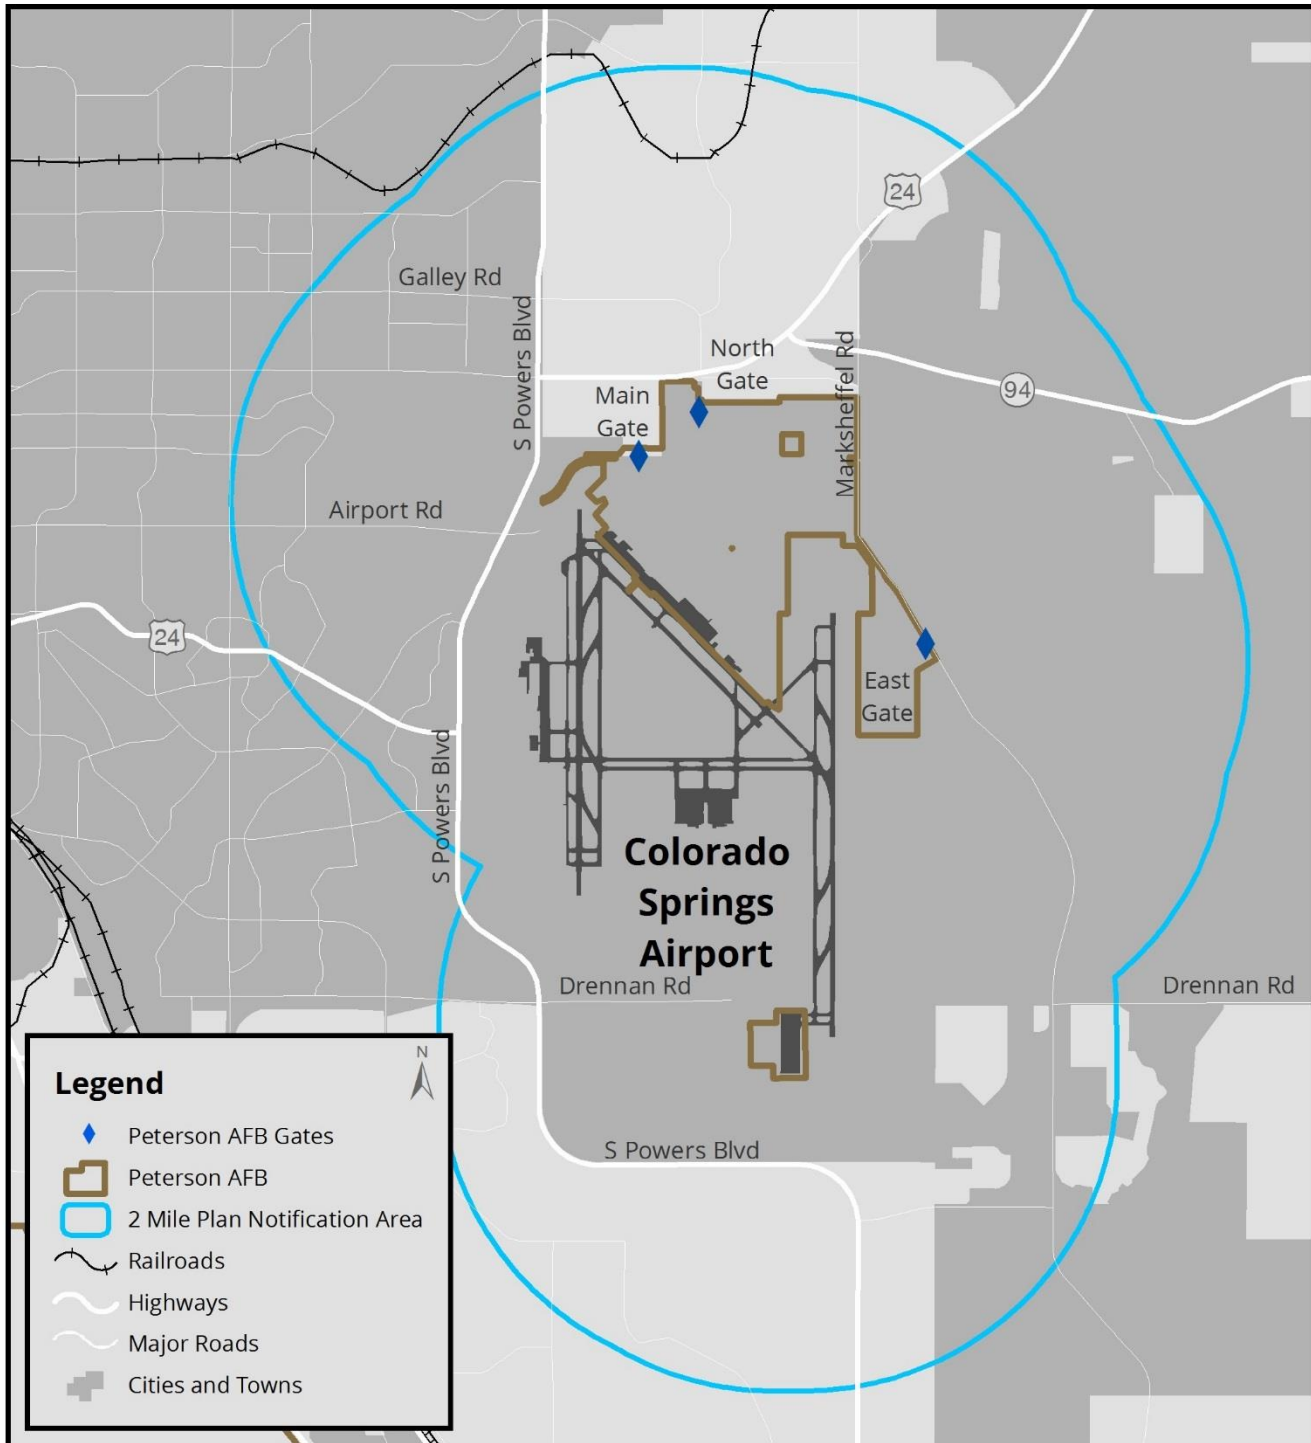 24
Galley Rd
S Powers Blvd
North
Gate
Marksheffel Rd
94
Main
Gate
Airport Rd
24
East
Gate
S Powers Blvd
Colorado
Springs
Airport
Drennan Rd
Drennan Rd
S Powers Blvd
N
Legend
Peterson AFB Gates
Peterson AFB
2 Mile Plan Notification Area
Railroads
Highways
Major Roads
Cities and Towns